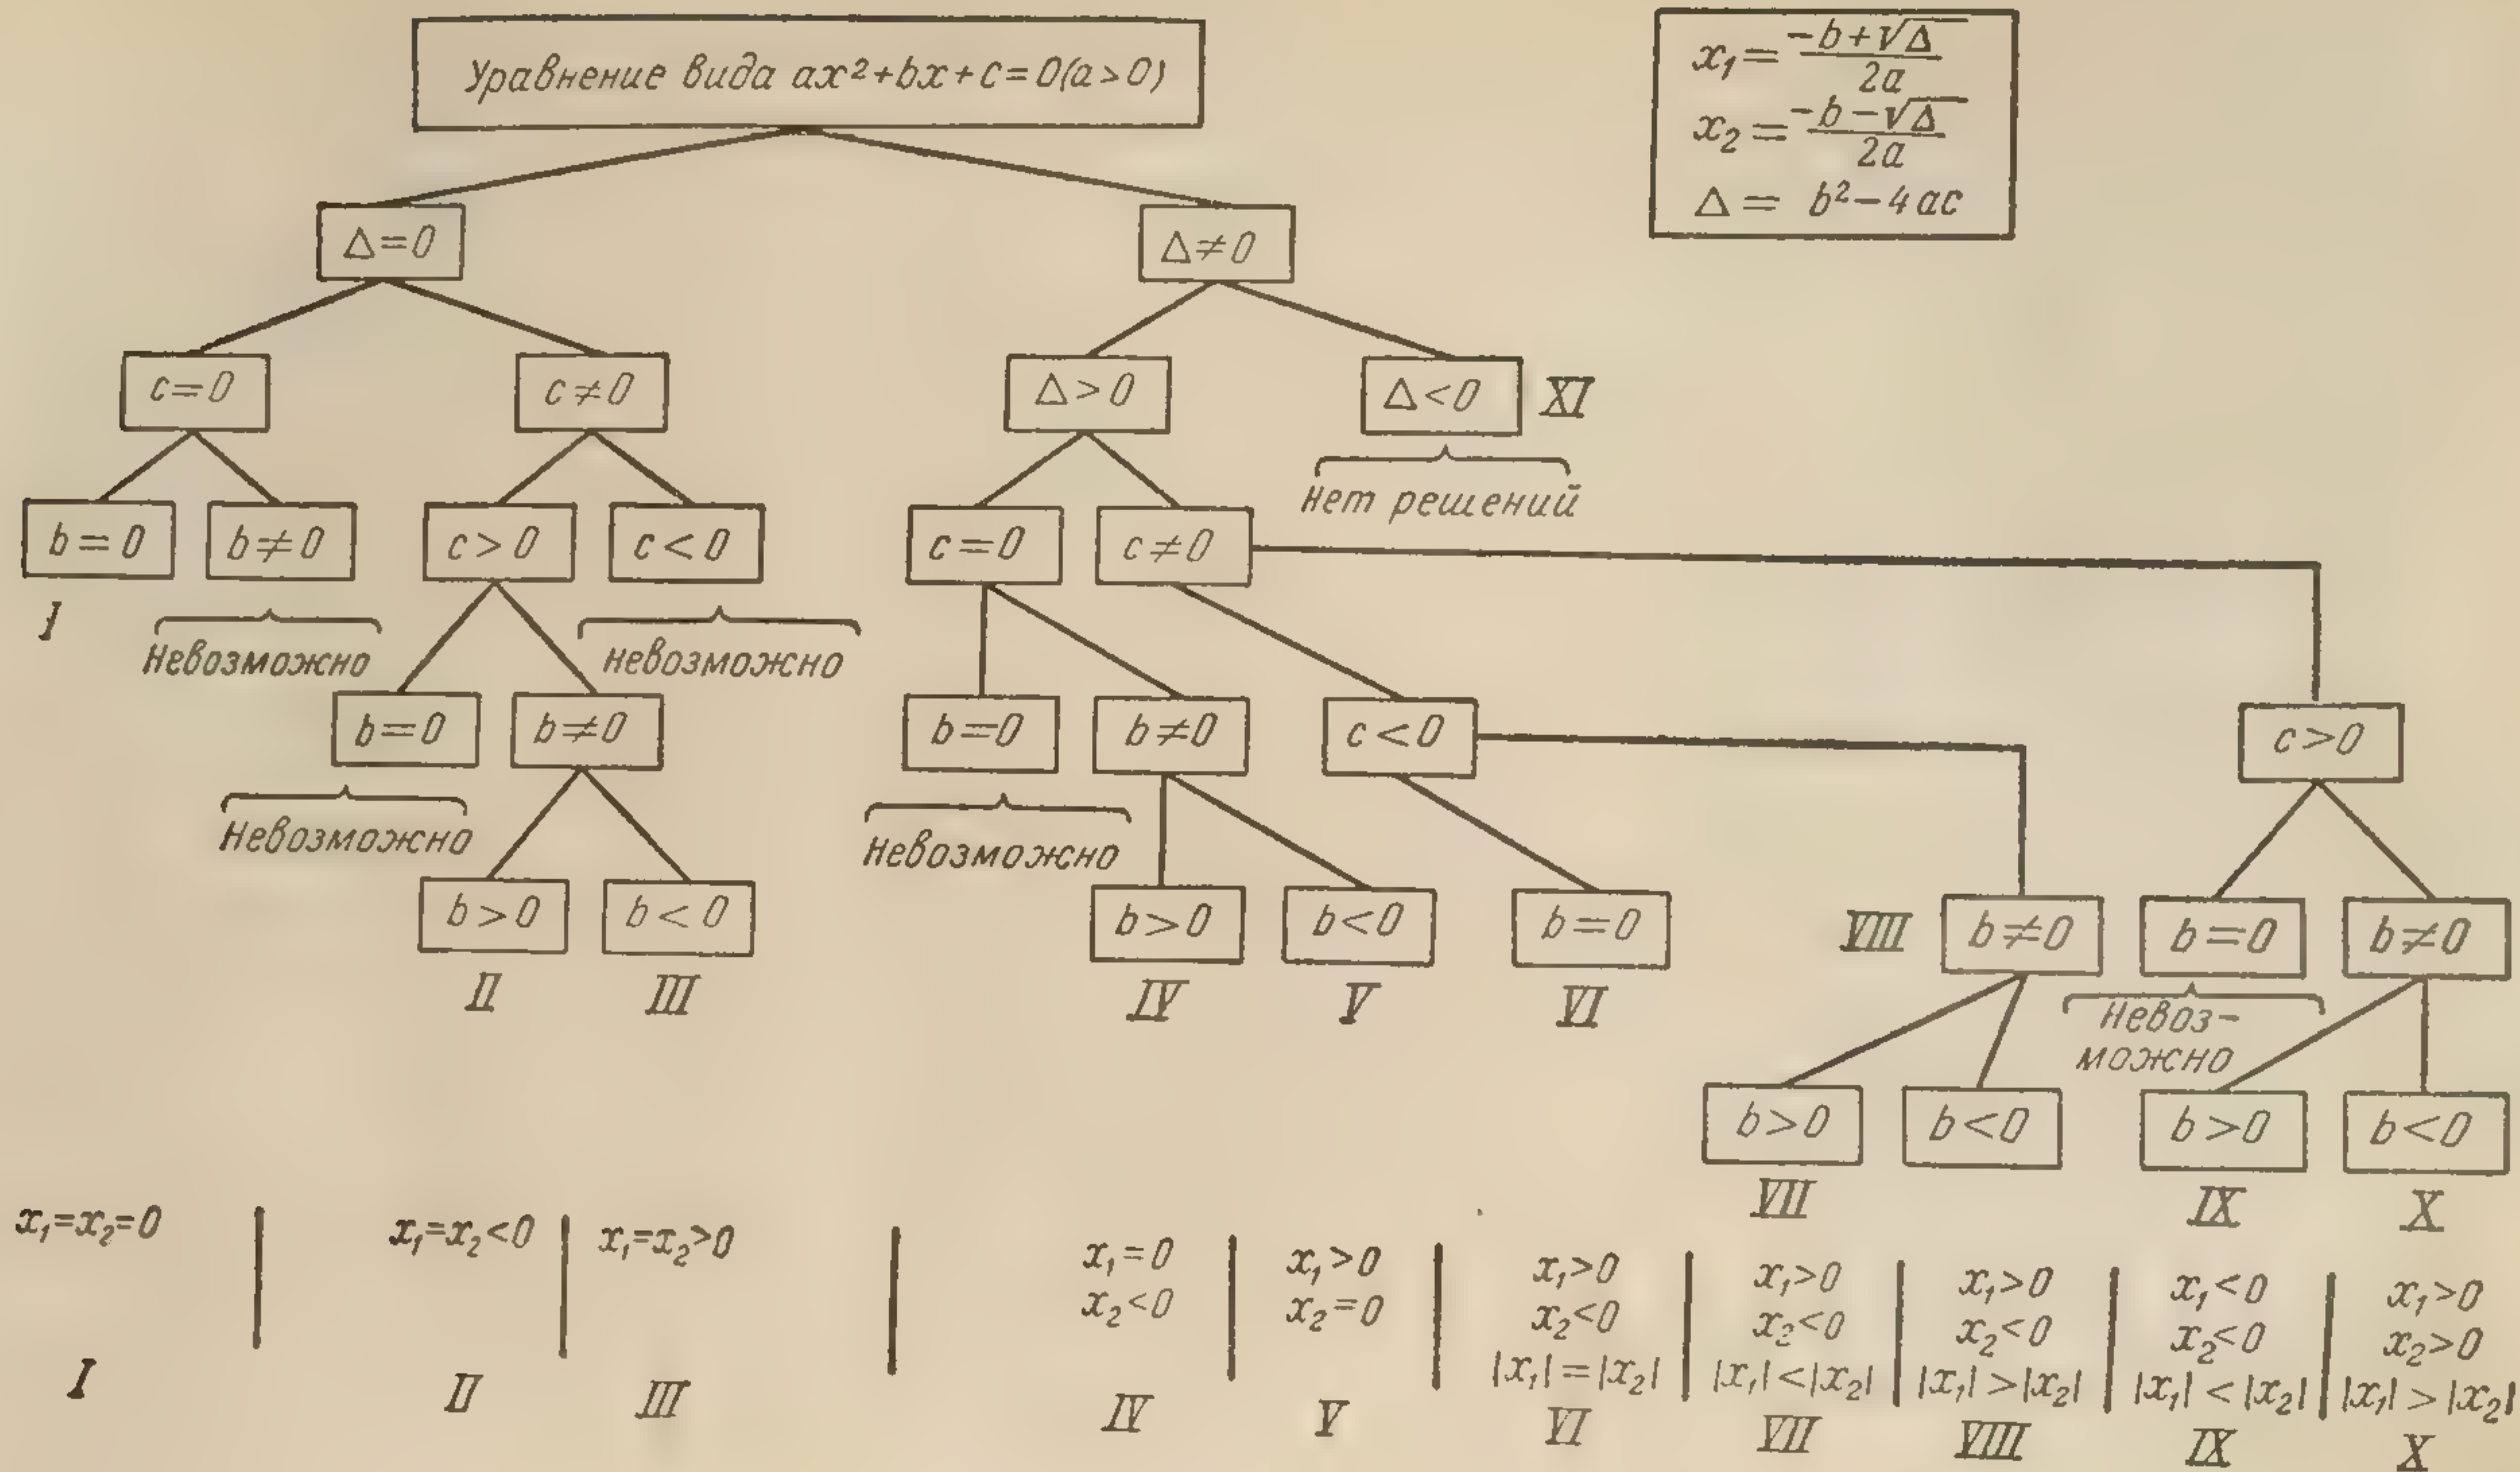 Уравнение вида ax²+bx+c=0(a>0)
x₁=(-b+√Δ)/2a
x₂=(-b-√Δ)/2a
Δ= b²-4ac
Δ=0 Δ≠0
c=0 c≠0 Δ>0 Δ<0 XI
Нет решений
b=0 b≠0 c>0 c<0 c=0 c≠0
I
Невозможно невозможно
b=0 b≠0 b=0 b≠0 c<0 c>0
Невозможно Невозможно
b>0 b<0 b>0 b<0 b=0 VIII b≠0 b=0 b≠0
II III IV V VI
Невоз-
можно
b>0 b<0 b>0 b<0
VII IX X
x₁=x₂=0 x₁=x₂<0 x₁=x₂>0 x₁=0 x₁>0 x₁>0 x₁>0 x₁>0 x₁<0 x₁>0
x₂<0 x₂=0 x₂<0 x₂<0 x₂<0 x₂<0 x₂>0
|x₁|=|x₂| |x₁|<|x₂| |x₁|>|x₂| |x₁|<|x₂| |x₁|>|x₂|
I II III IV V VI VII VIII IX X